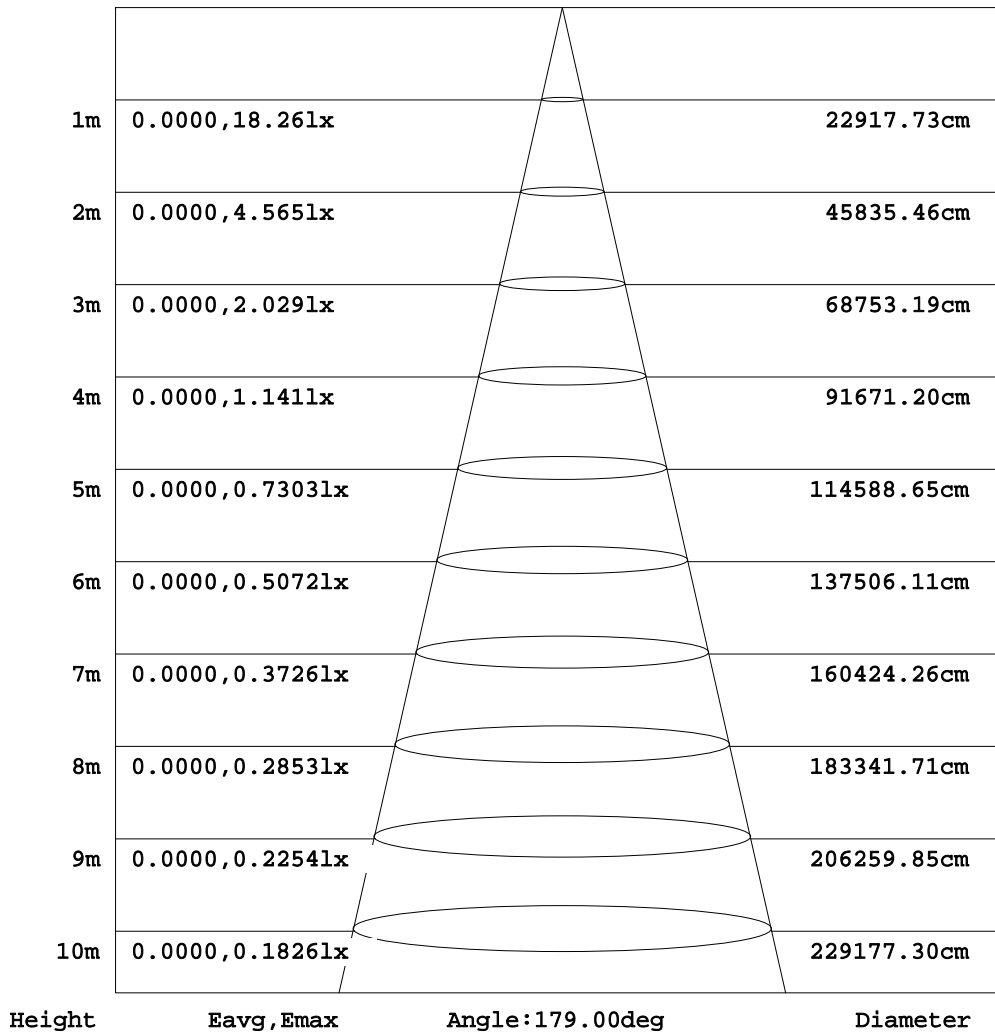 1m 0.0000,18.26lx 22917.73cm
2m 0.0000,4.565lx 45835.46cm
3m 0.0000,2.029lx 68753.19cm
4m 0.0000,1.141lx 91671.20cm
5m 0.0000,0.7303lx 114588.65cm
6m 0.0000,0.5072lx 137506.11cm
7m 0.0000,0.3726lx 160424.26cm
8m 0.0000,0.2853lx 183341.71cm
9m 0.0000,0.2254lx 206259.85cm
10m 0.0000,0.1826lx 229177.30cm
Height Eavg,Emax Angle:179.00deg Diameter